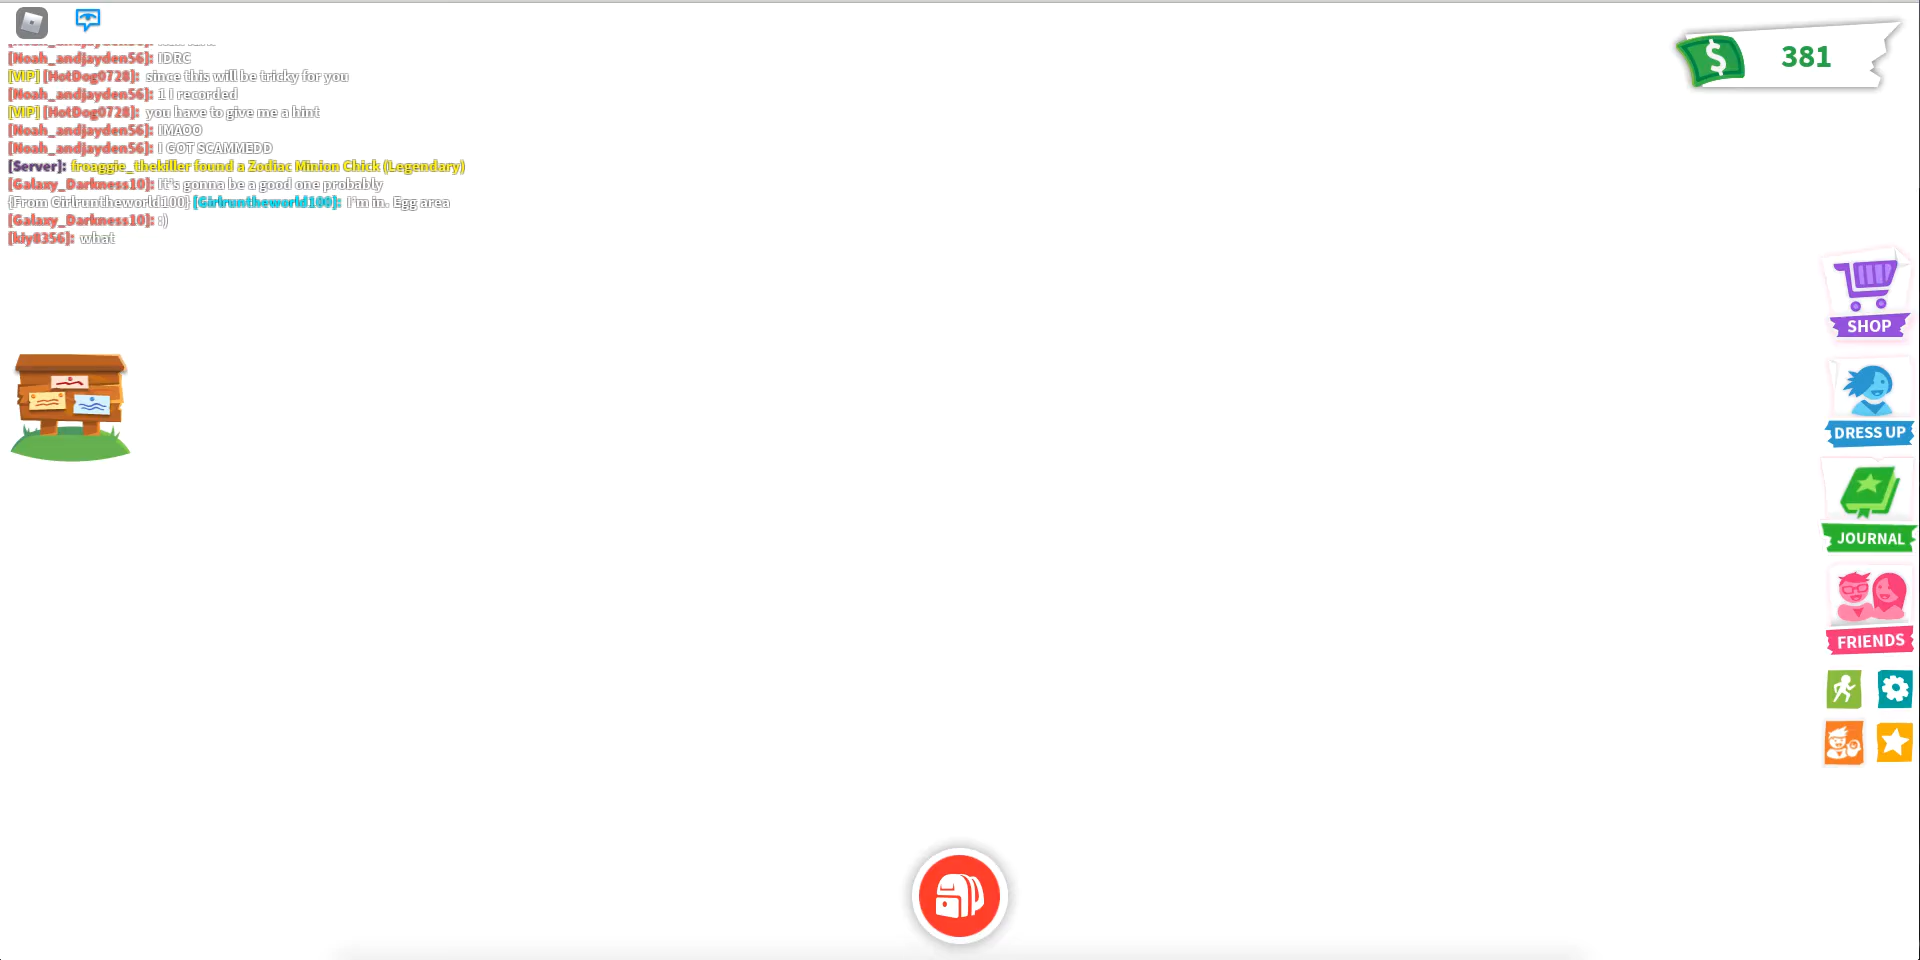 [Noah_andjayden56]: IDRC
[VIP] [HotDog0728]: since this will be tricky for you
[Noah_andjayden56]: 1 I recorded
[VIP] [HotDog0728]: you have to give me a hint
[Noah_andjayden56]: lMAOO
[Noah_andjayden56]: I GOT SCAMMEDD
[Server]: froaggie_thekiller found a Zodiac Minion Chick (Legendary)
[Galaxy_Darkness10]: It's gonna be a good one probably
{From Girlruntheworld100} [Girlruntheworld100]: I'm in. Egg area
[Galaxy_Darkness10]: :)
[kiy8356]: what
381
SHOP
DRESS UP
JOURNAL
FRIENDS